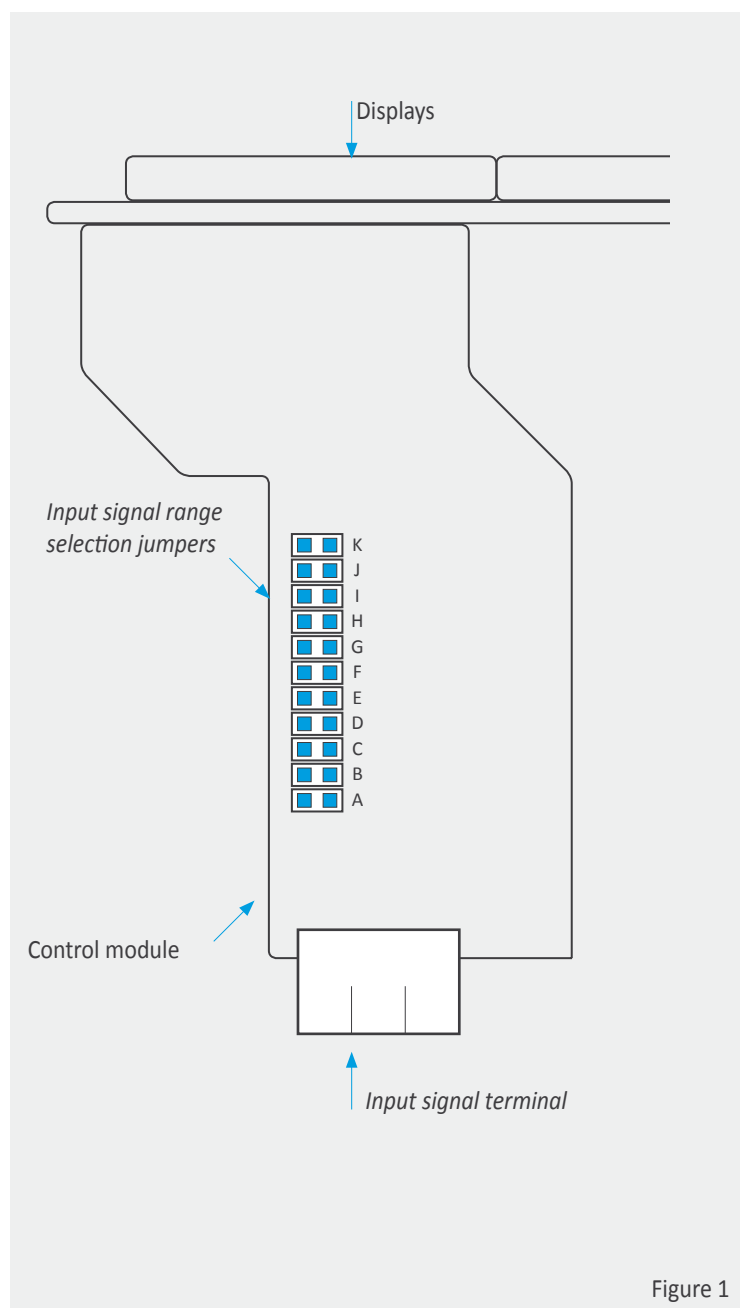 Displays
Input signal range
selection jumpers
K
J
I
H
G
F
E
D
C
B
A
Control module
Input signal terminal
Figure 1